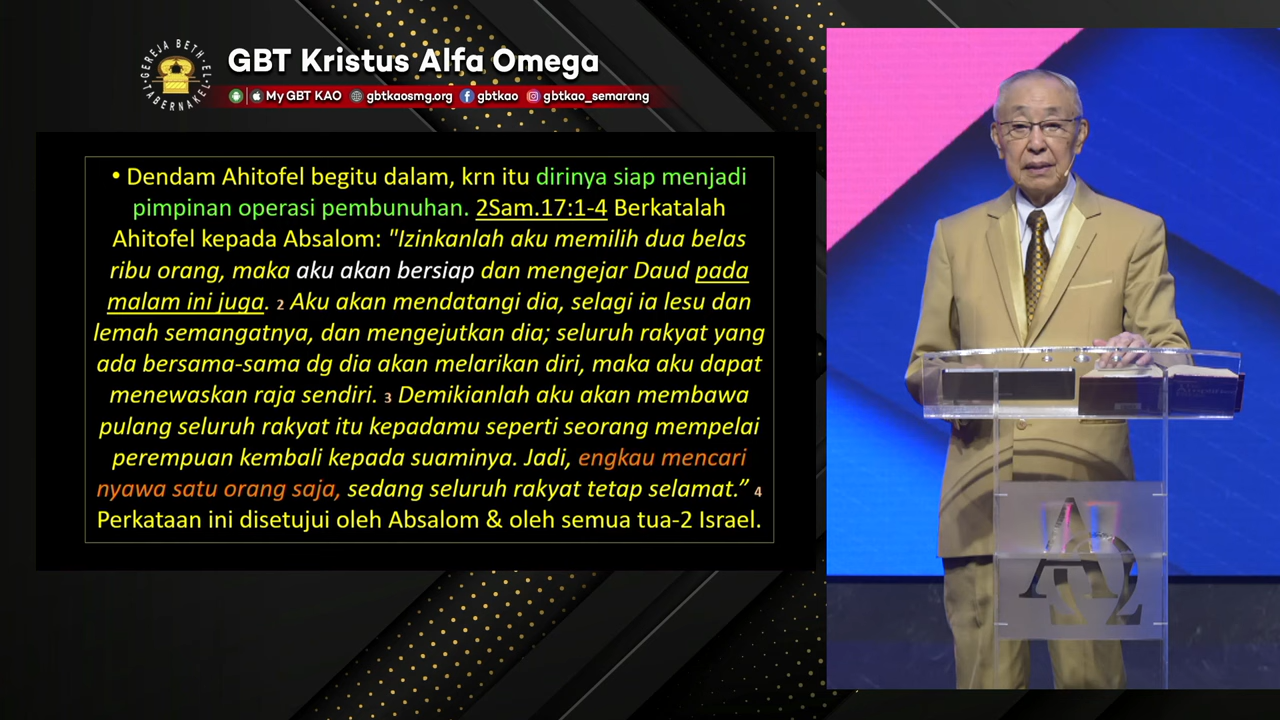 GEREJA BETH-EL TABERNAKEL
GBT Kristus Alfa Omega
My GBT KAO gbtkaosmg.org gbtkao gbtkao_semarang
• Dendam Ahitofel begitu dalam, krn itu dirinya siap menjadi
pimpinan operasi pembunuhan. 2Sam.17:1-4 Berkatalah
Ahitofel kepada Absalom: "Izinkanlah aku memilih dua belas
ribu orang, maka aku akan bersiap dan mengejar Daud pada
malam ini juga. 2 Aku akan mendatangi dia, selagi ia lesu dan
lemah semangatnya, dan mengejutkan dia; seluruh rakyat yang
ada bersama-sama dg dia akan melarikan diri, maka aku dapat
menewaskan raja sendiri. 3 Demikianlah aku akan membawa
pulang seluruh rakyat itu kepadamu seperti seorang mempelai
perempuan kembali kepada suaminya. Jadi, engkau mencari
nyawa satu orang saja, sedang seluruh rakyat tetap selamat.” 4
Perkataan ini disetujui oleh Absalom & oleh semua tua-2 Israel.
ΑΩ